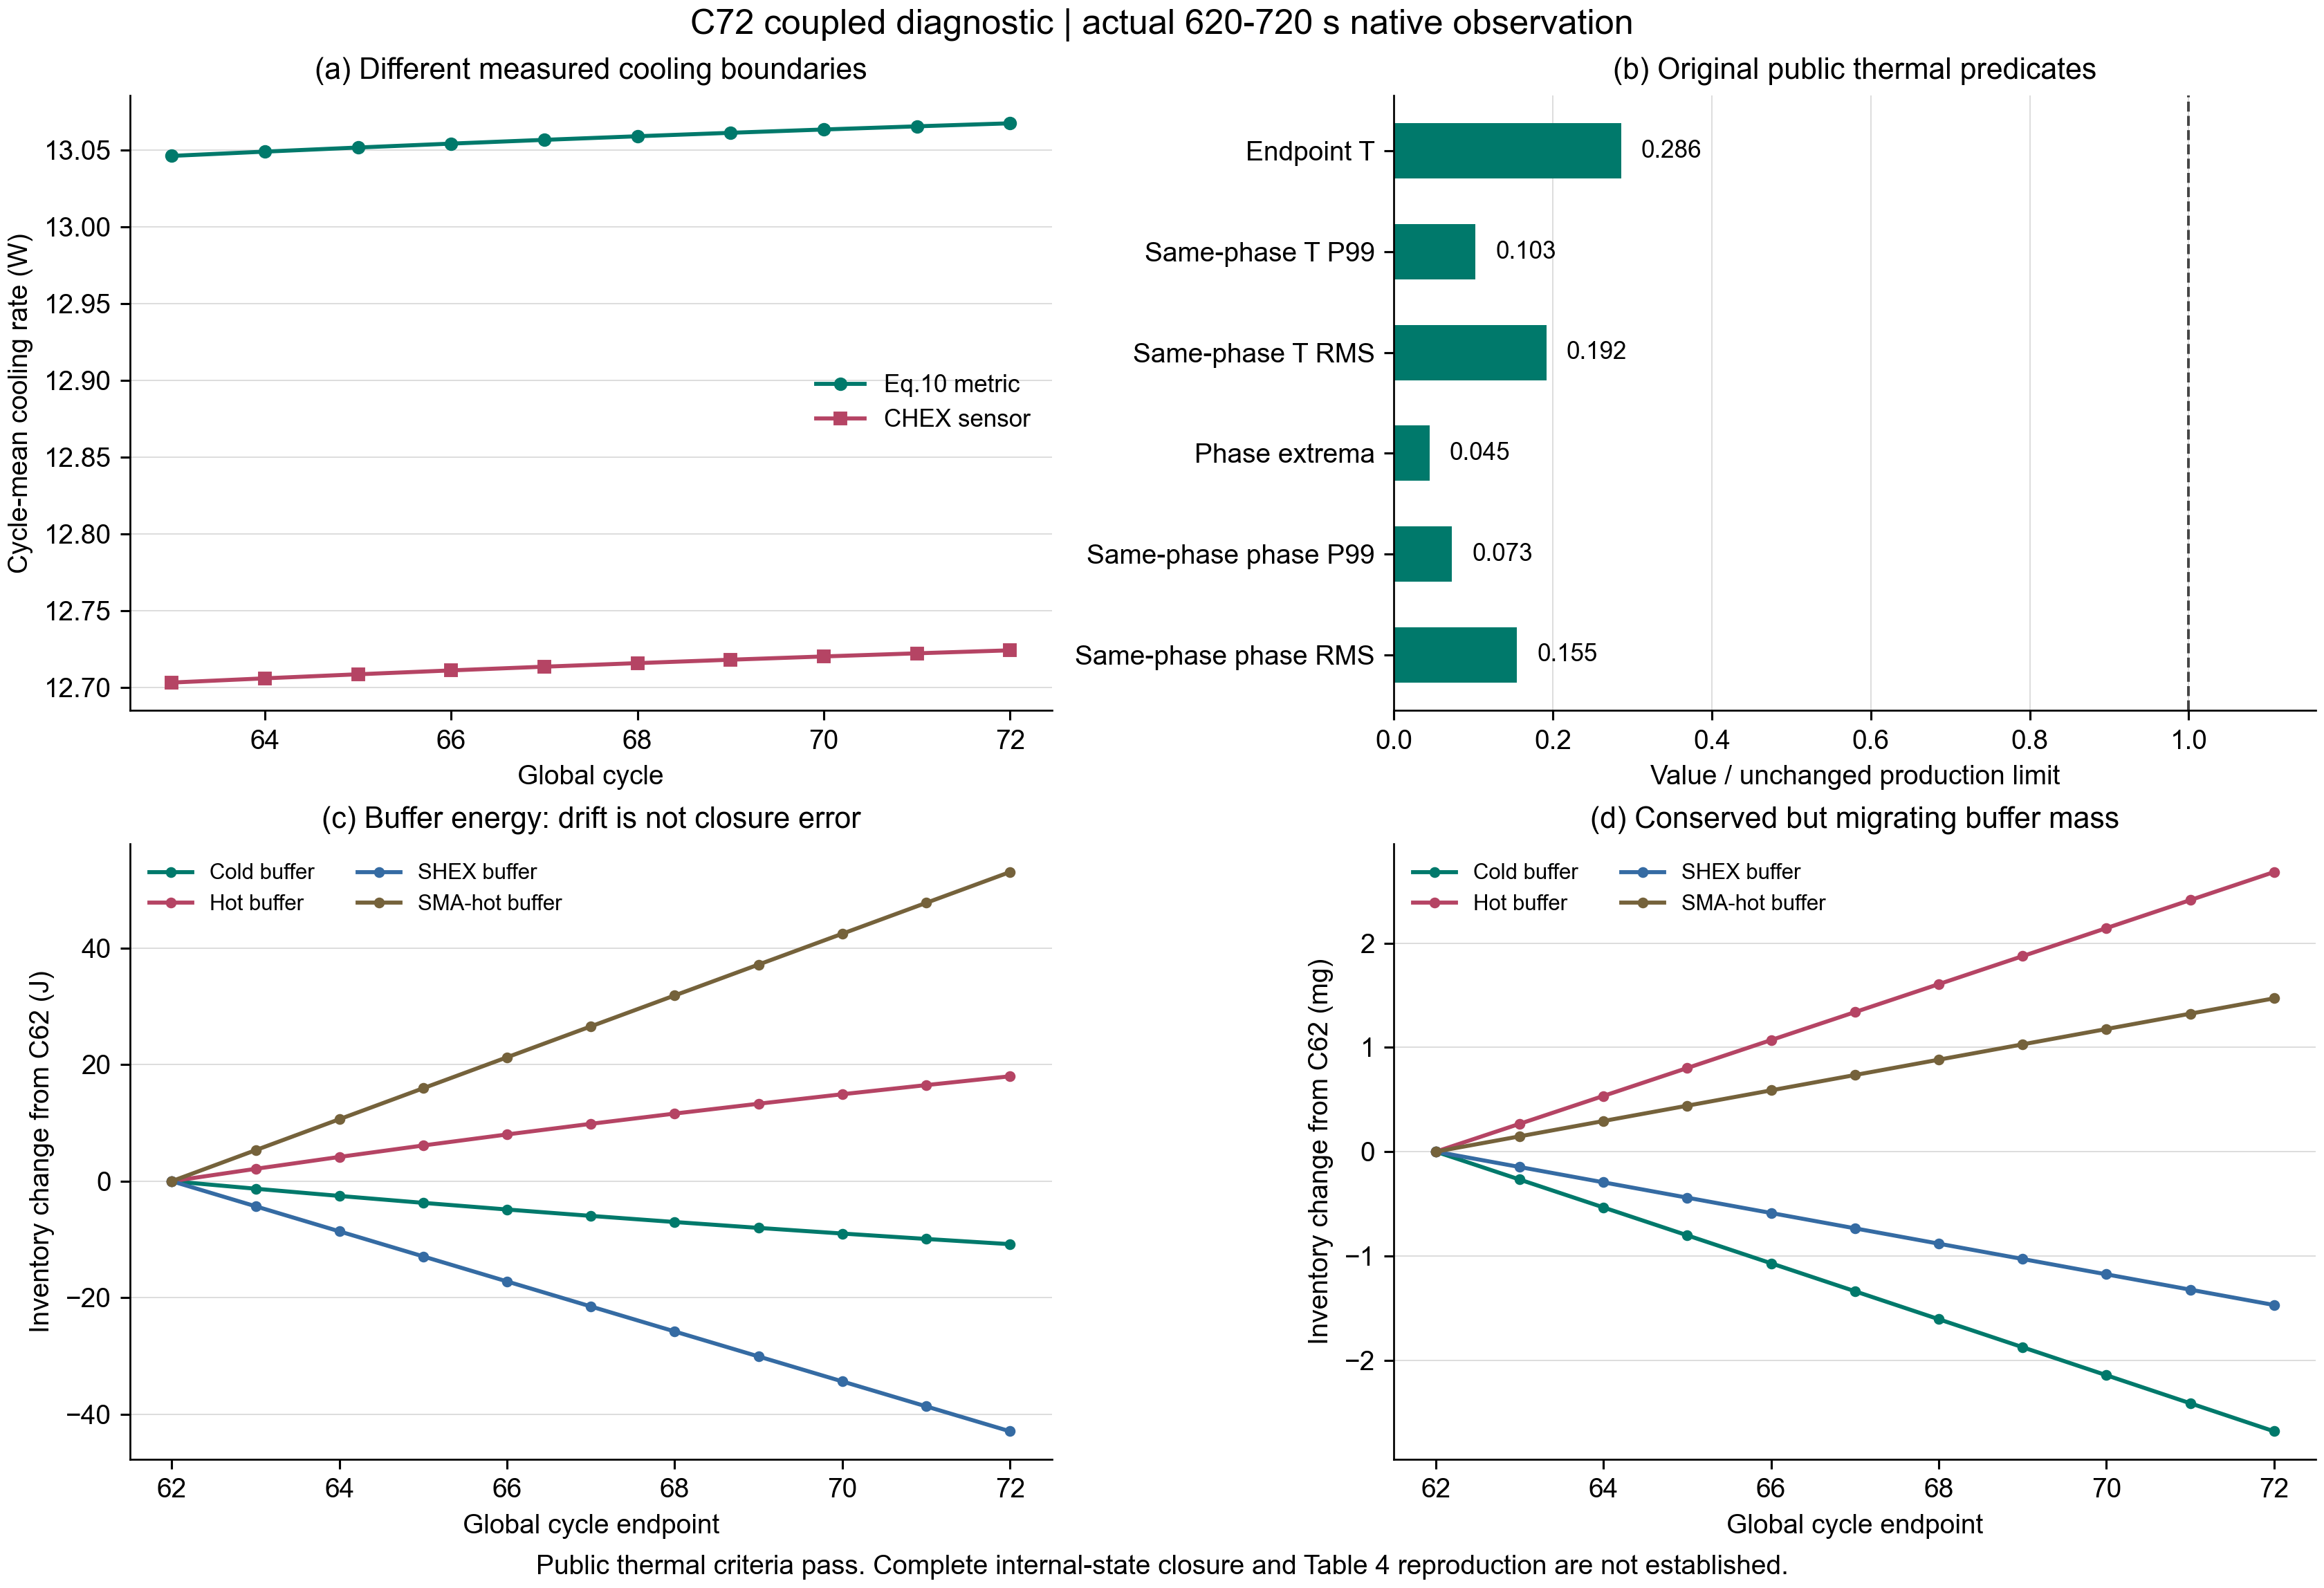 C72 coupled diagnostic | actual 620-720 s native observation
(a) Different measured cooling boundaries
Cycle-mean cooling rate (W)
13.05
13.00
12.95
12.90
12.85
12.80
12.75
12.70
Eq.10 metric
CHEX sensor
64
66
68
70
72
Global cycle
(b) Original public thermal predicates
Endpoint T
0.286
Same-phase T P99
0.103
Same-phase T RMS
0.192
Phase extrema
0.045
Same-phase phase P99
0.073
Same-phase phase RMS
0.155
0.0
0.2
0.4
0.6
0.8
1.0
Value / unchanged production limit
(c) Buffer energy: drift is not closure error
Cold buffer
Hot buffer
SHEX buffer
SMA-hot buffer
Inventory change from C62 (J)
40
20
0
−20
−40
62
64
66
68
70
72
Global cycle endpoint
(d) Conserved but migrating buffer mass
Cold buffer
Hot buffer
SHEX buffer
SMA-hot buffer
Inventory change from C62 (mg)
2
1
0
−1
−2
62
64
66
68
70
72
Global cycle endpoint
Public thermal criteria pass. Complete internal-state closure and Table 4 reproduction are not established.